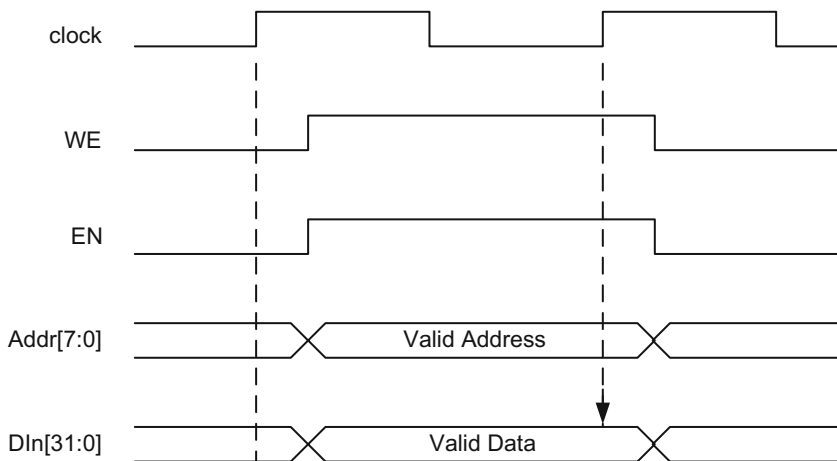 clock
WE
EN
Addr[7:0]
Valid Address
DIn[31:0]
Valid Data